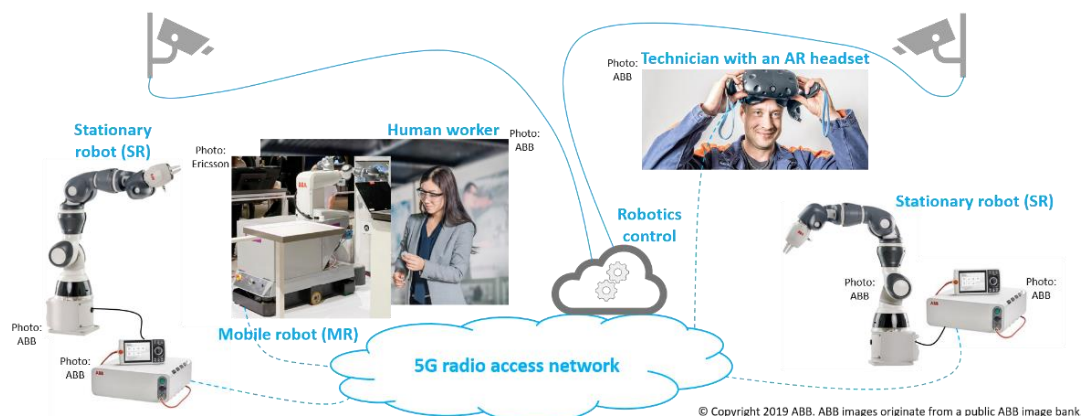 Photo:
ABB
Technician with an AR headset
Stationary
robot (SR)
Photo:
Ericsson
Human worker
Photo:
ABB
Robotics
control
Stationary robot (SR)
Photo:
ABB
Photo:
ABB
Photo:
ABB
Mobile robot (MR)
Photo:
ABB
5G radio access network
© Copyright 2019 ABB. ABB images originate from a public ABB image bank.